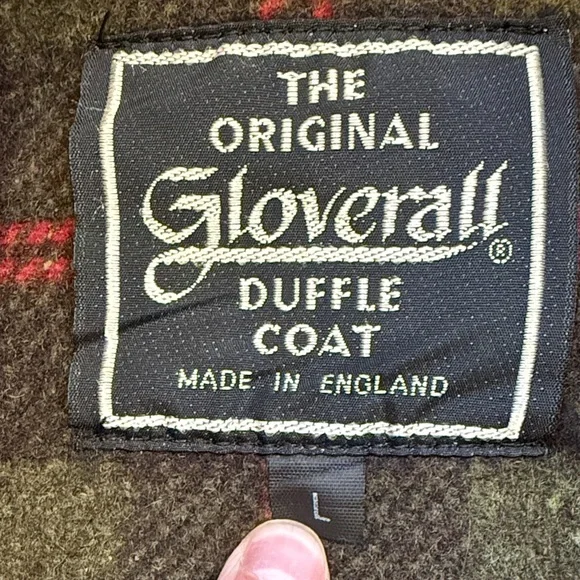 THE
ORIGINAL
Gloverall®
DUFFLE
COAT
MADE IN ENGLAND
L